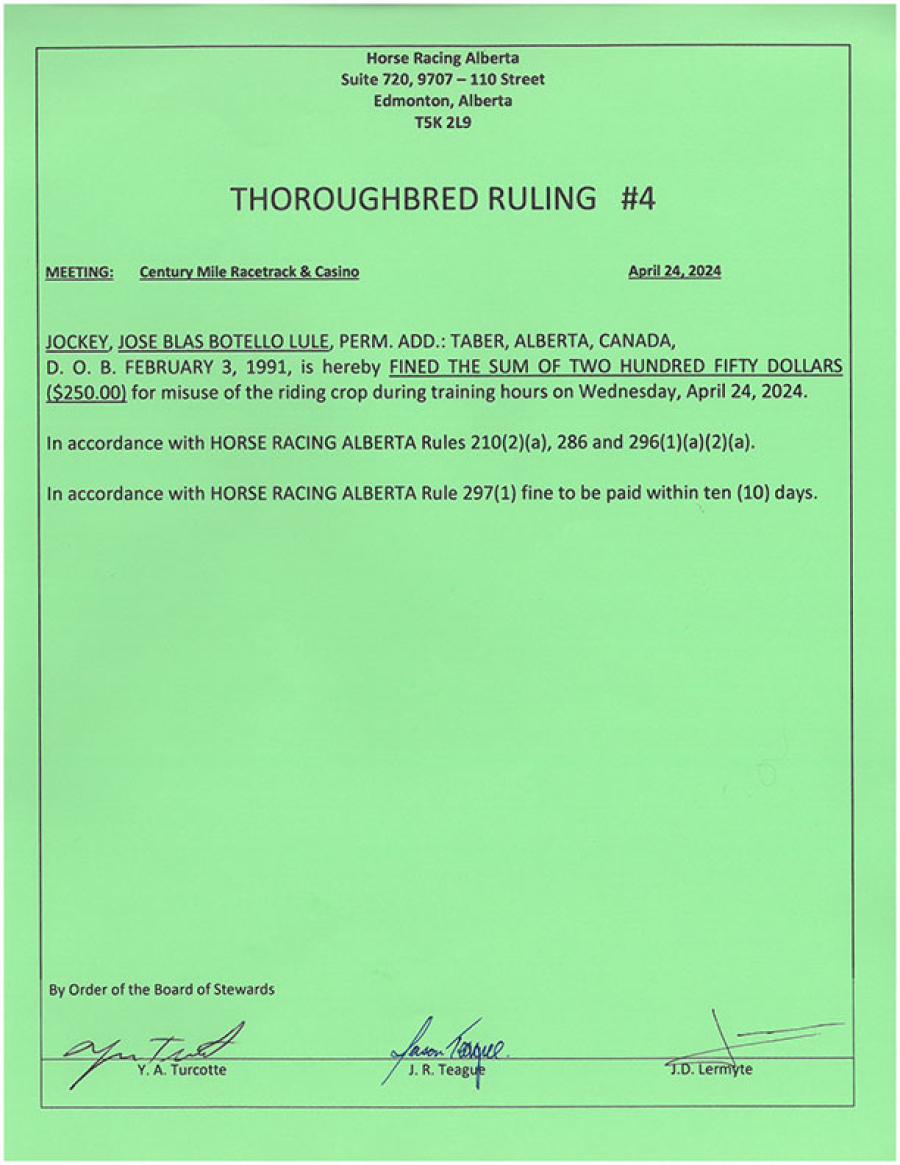 Horse Racing Alberta
Suite 720, 9707 – 110 Street
Edmonton, Alberta
T5K 2L9
THOROUGHBRED RULING #4
MEETING: Century Mile Racetrack & Casino April 24, 2024
JOCKEY, JOSE BLAS BOTELLO LULE, PERM. ADD.: TABER, ALBERTA, CANADA,
D. O. B. FEBRUARY 3, 1991, is hereby FINED THE SUM OF TWO HUNDRED FIFTY DOLLARS
($250.00) for misuse of the riding crop during training hours on Wednesday, April 24, 2024.
In accordance with HORSE RACING ALBERTA Rules 210(2)(a), 286 and 296(1)(a)(2)(a).
In accordance with HORSE RACING ALBERTA Rule 297(1) fine to be paid within ten (10) days.
By Order of the Board of Stewards
Jason Teague.
Y. A. Turcotte J. R. Teague J.D. Lermyte